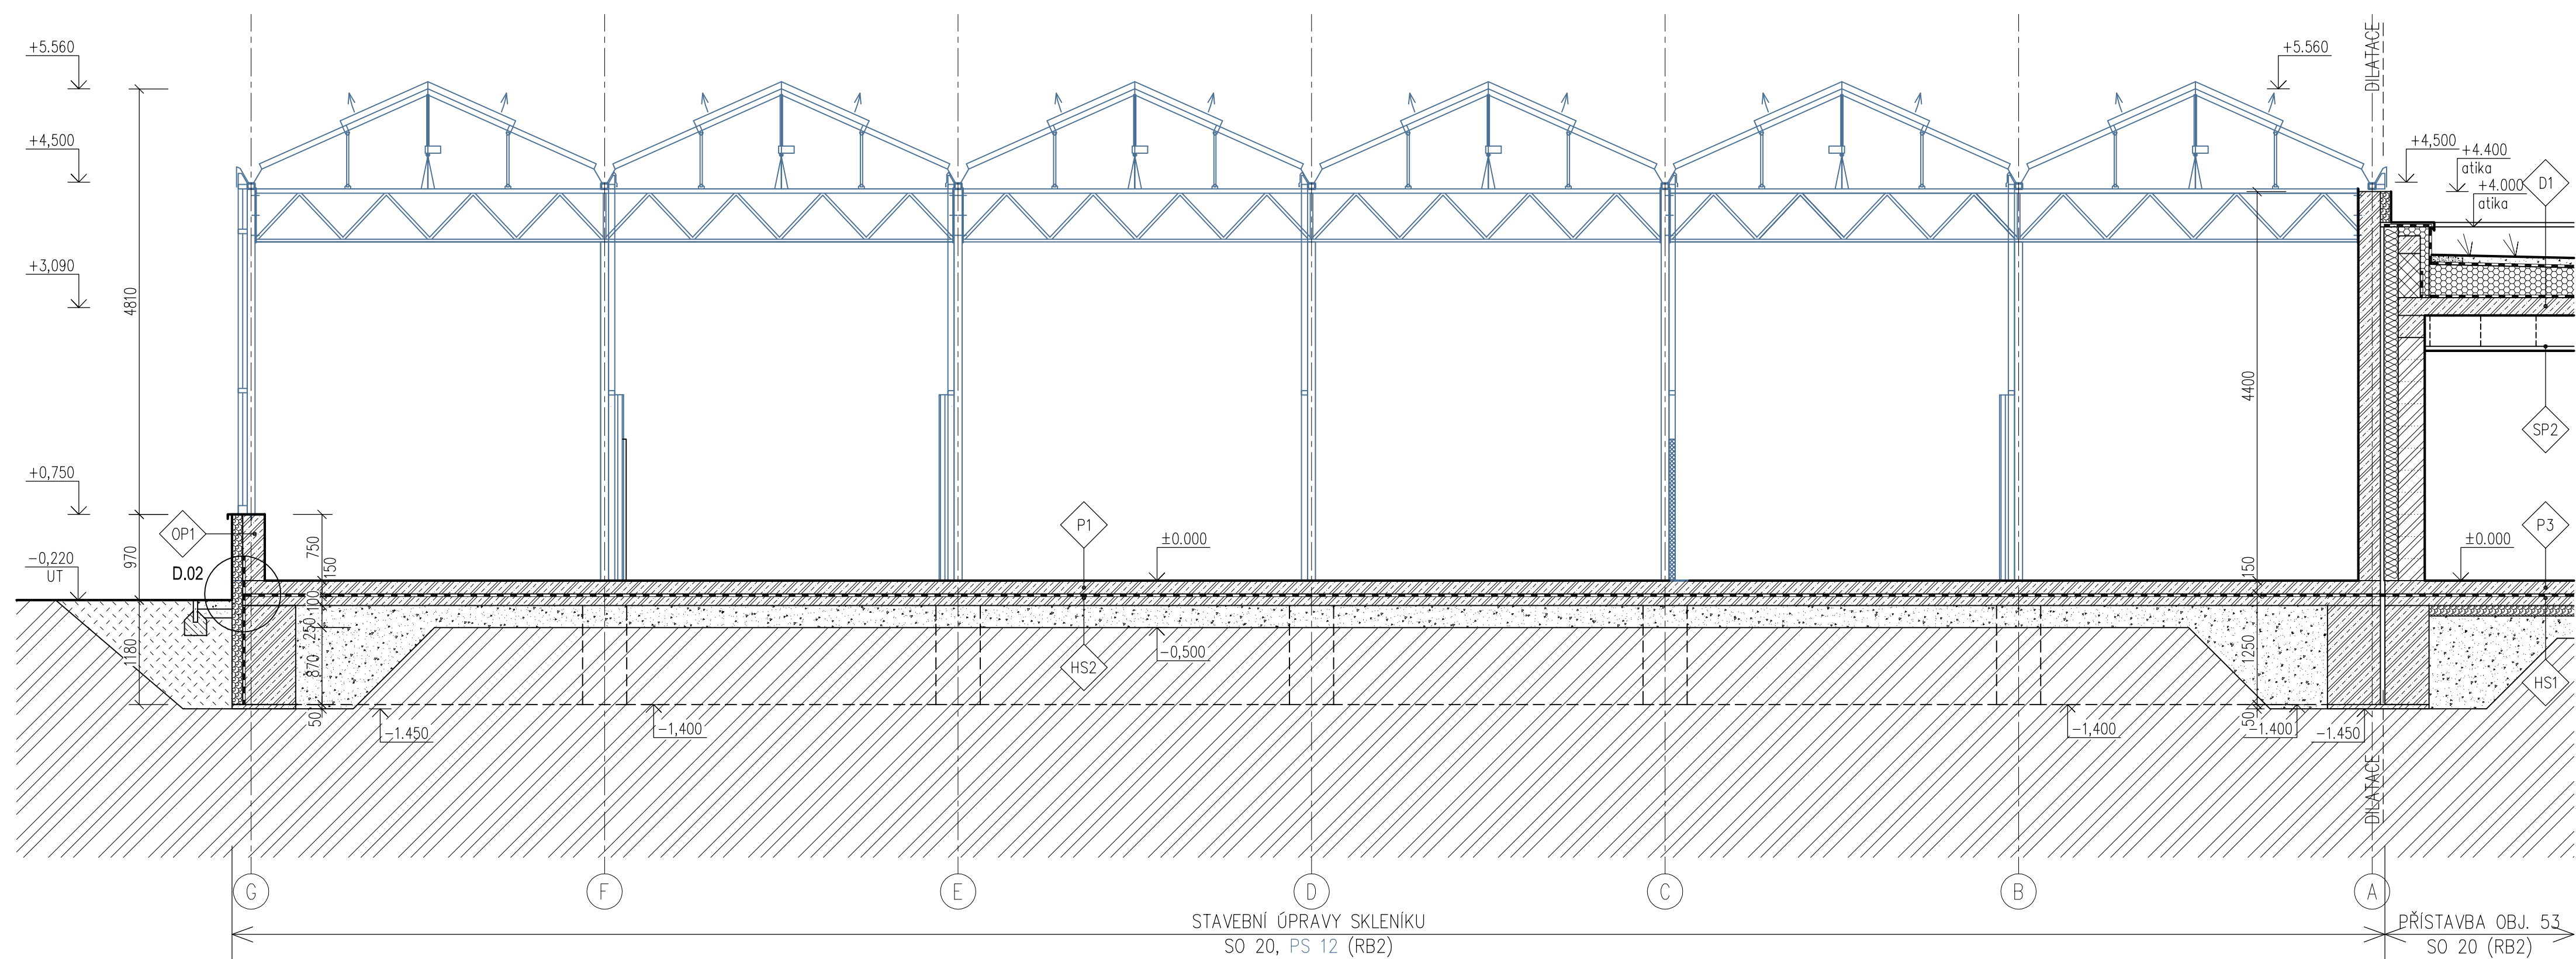 +5.560
+5.560
DILATACE
+4,500
+4,500
+4.400
atika
+4.000
atika
D1
+3,090
4810
4400
SP2
+0,750
OP1
P1
P3
750
±0.000
±0.000
970
-0,220
UT
D.02
150
150
100
250
1180
870
-0,500
1250
HS2
HS1
50
50
-1.450
-1,400
-1,400
-1.400
-1.450
DILATACE
G
F
E
D
C
B
A
STAVEBNÍ ÚPRAVY SKLENÍKU
SO 20, PS 12 (RB2)
PŘÍSTAVBA OBJ. 53
SO 20 (RB2)